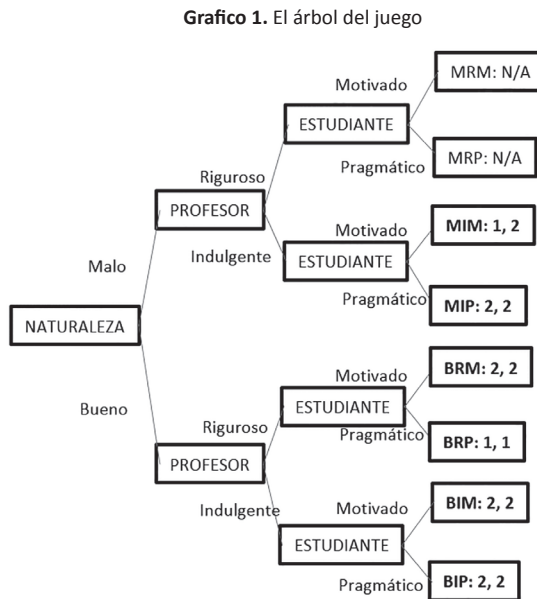 Grafico 1. El árbol del juego
Motivado
MRM: N/A
ESTUDIANTE
Pragmático
MRP: N/A
Riguroso
PROFESOR
Indulgente
Motivado
MIM: 1, 2
ESTUDIANTE
Pragmático
MIP: 2, 2
Malo
NATURALEZA
Bueno
Motivado
BRM: 2, 2
ESTUDIANTE
Pragmático
BRP: 1, 1
Riguroso
PROFESOR
Indulgente
Motivado
BIM: 2, 2
ESTUDIANTE
Pragmático
BIP: 2, 2